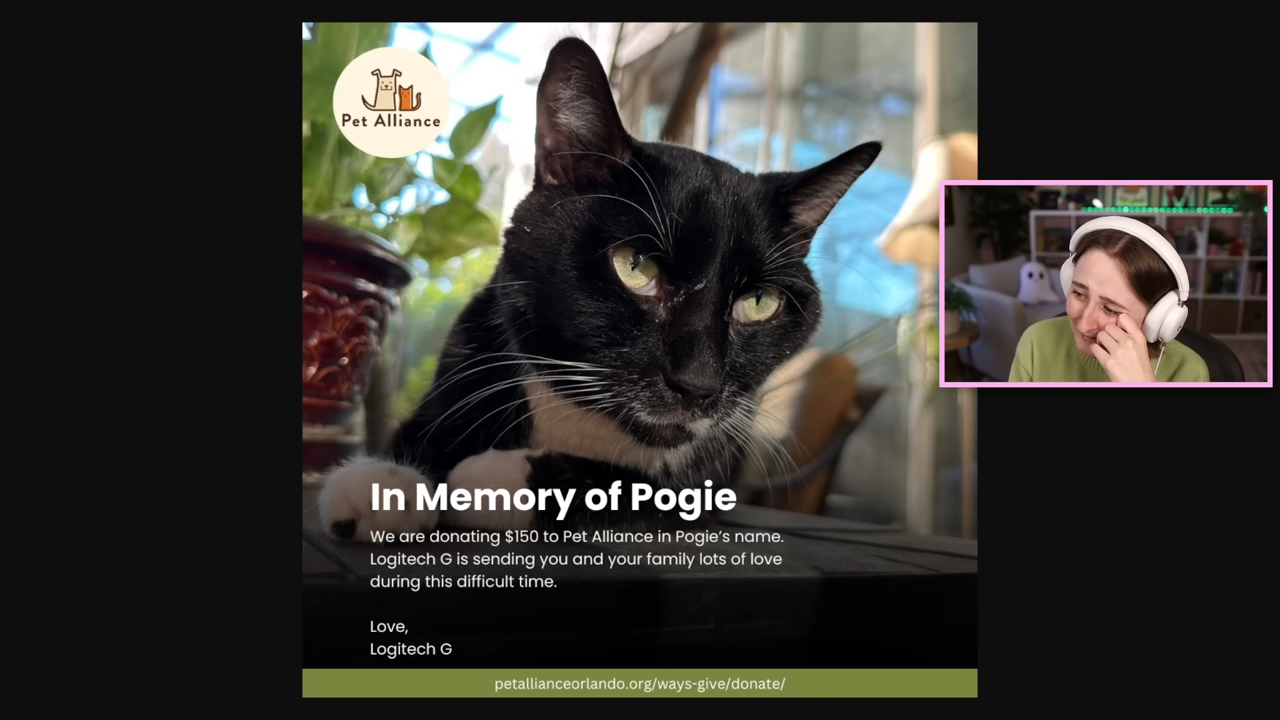 Pet Alliance
In Memory of Pogie
We are donating $150 to Pet Alliance in Pogie’s name.
Logitech G is sending you and your family lots of love
during this difficult time.
Love,
Logitech G
petallianceorlando.org/ways-give/donate/